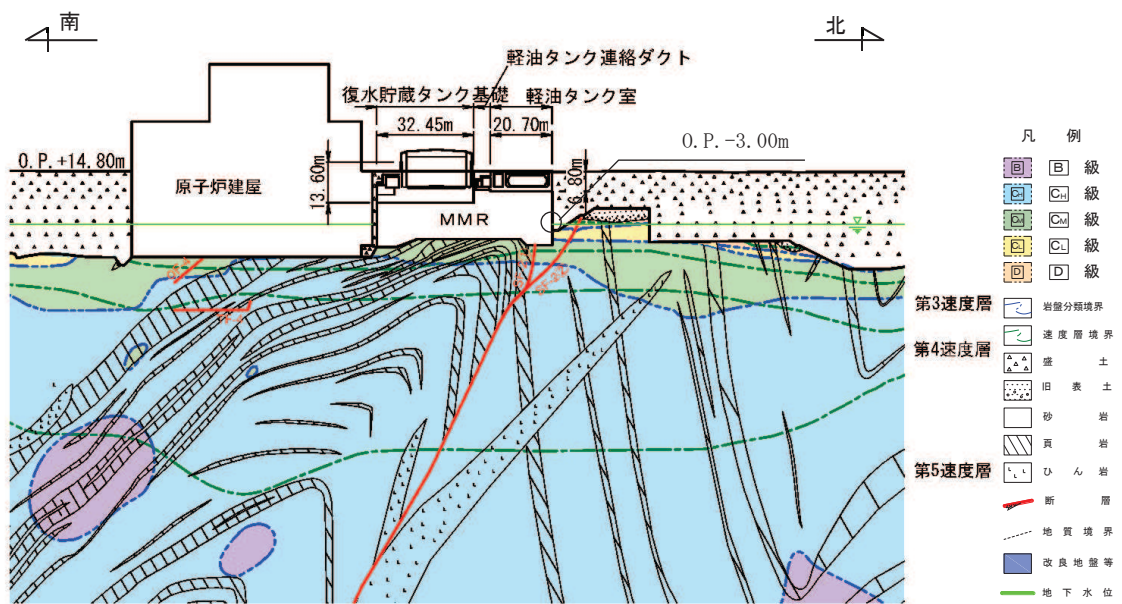 南
北
軽油タンク連絡ダクト
復水貯蔵タンク基礎
軽油タンク室
32.45m
20.70m
O.P.-3.00m
O.P.+14.80m
13.60m
原子炉建屋
MMR
凡 例
B B 級
CH CH 級
CM CM 級
CL CL 級
D D 級
第3速度層
岩盤分類境界
速度層境界
第4速度層
盛 土
旧 表 土
砂 岩
頁 岩
第5速度層
ひ ん 岩
断 層
地 質 境 界
改 良 地 盤 等
地 下 水 位